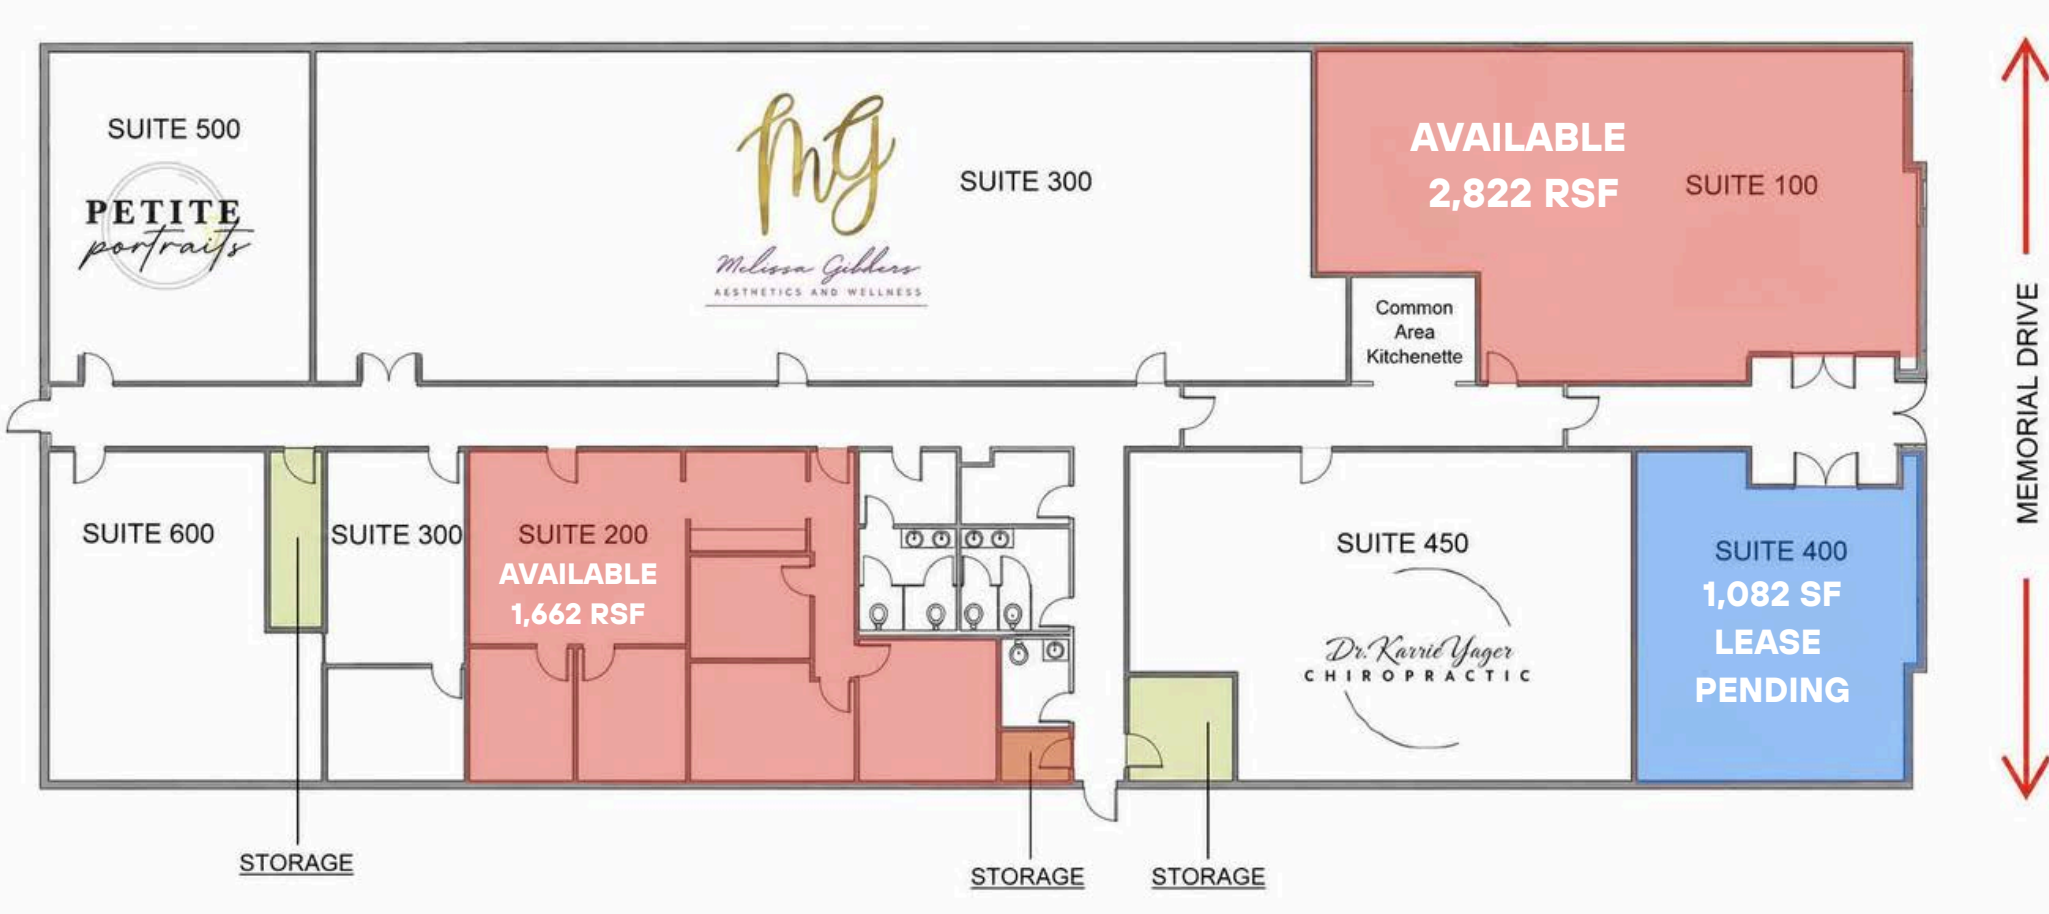 SUITE 500
PETITE
portraits
Melissa Gibbers
AESTHETICS AND WELLNESS
SUITE 300
AVAILABLE
2,822 RSF
SUITE 100
Common
Area
Kitchenette
MEMORIAL DRIVE
SUITE 600
SUITE 300
SUITE 200
AVAILABLE
1,662 RSF
SUITE 450
Dr. Karrie Yager
CHIROPRACTIC
SUITE 400
1,082 SF
LEASE
PENDING
STORAGE
STORAGE
STORAGE